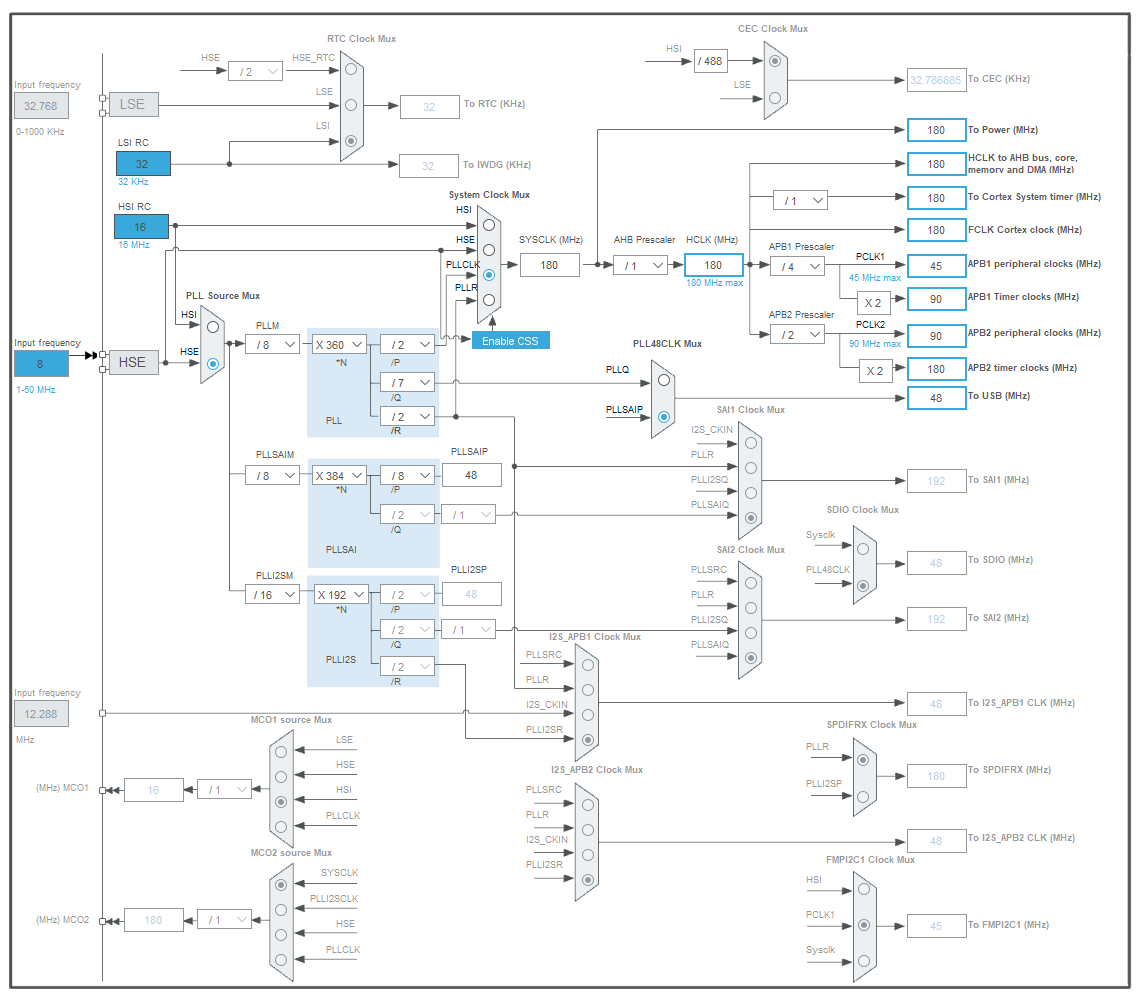 RTC Clock Mux
HSE
/ 2
HSE_RTC
LSE
LSI
32
To RTC (KHz)
CEC Clock Mux
HSI
/ 488
LSE
32.786885
To CEC (KHz)
Input frequency
32.768
0-1000 KHz
LSE
LSI RC
32
32 KHz
32
To IWDG (KHz)
HSI RC
16
16 MHz
System Clock Mux
HSI
HSE
PLLCLK
PLLR
SYSCLK (MHz)
180
AHB Prescaler
/ 1
HCLK (MHz)
180
180 MHz max
180
To Power (MHz)
180
HCLK to AHB bus, core,
memory and DMA (MHz)
/ 1
180
To Cortex System timer (MHz)
180
FCLK Cortex clock (MHz)
APB1 Prescaler
/ 4
PCLK1
45 MHz max
45
APB1 peripheral clocks (MHz)
X 2
90
APB1 Timer clocks (MHz)
APB2 Prescaler
/ 2
PCLK2
90 MHz max
90
APB2 peripheral clocks (MHz)
X 2
180
APB2 timer clocks (MHz)
48
To USB (MHz)
Enable CSS
PLL Source Mux
HSI
HSE
Input frequency
8
1-50 MHz
HSE
PLLM
/ 8
X 360
*N
/ 2
/P
/ 7
/Q
/ 2
/R
PLL
PLL48CLK Mux
PLLQ
PLLSAIP
PLLSAIM
/ 8
X 384
*N
/ 8
/P
/ 2
/Q
PLLSAI
PLLSAIP
48
/ 1
SAI1 Clock Mux
I2S_CKIN
PLLR
PLLI2SQ
PLLSAIQ
192
To SAI1 (MHz)
SDIO Clock Mux
Sysclk
PLL48CLK
48
To SDIO (MHz)
PLLI2SM
/ 16
X 192
*N
/ 2
/P
/ 2
/Q
/ 2
/R
PLLI2S
PLLI2SP
48
/ 1
SAI2 Clock Mux
PLLSRC
PLLR
PLLI2SQ
PLLSAIQ
192
To SAI2 (MHz)
I2S_APB1 Clock Mux
PLLSRC
PLLR
I2S_CKIN
PLLI2SR
48
To I2S_APB1 CLK (MHz)
Input frequency
12.288
MHz
MCO1 source Mux
LSE
HSE
HSI
PLLCLK
(MHz) MCO1
16
/ 1
SPDIFRX Clock Mux
PLLR
PLLI2SP
180
To SPDIFRX (MHz)
I2S_APB2 Clock Mux
PLLSRC
PLLR
I2S_CKIN
PLLI2SR
48
To I2S_APB2 CLK (MHz)
MCO2 source Mux
SYSCLK
PLLI2SCLK
HSE
PLLCLK
(MHz) MCO2
180
/ 1
FMPI2C1 Clock Mux
HSI
PCLK1
Sysclk
45
To FMPI2C1 (MHz)